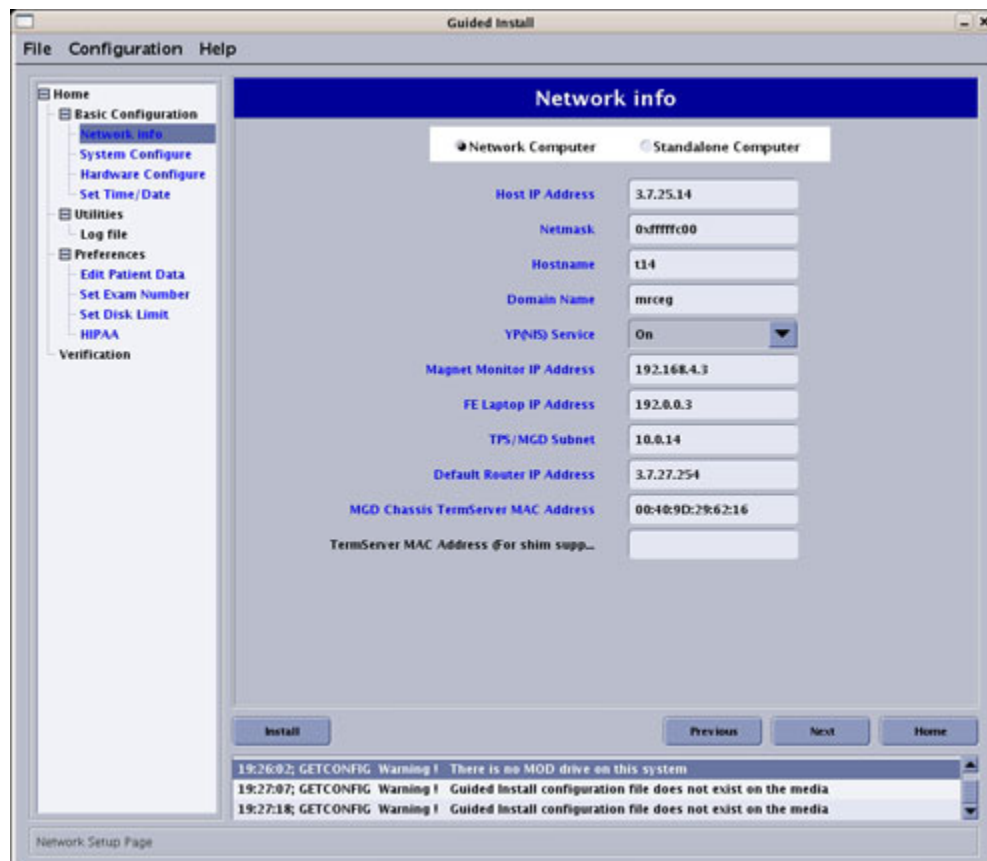 Guided Install
File Configuration Help
Home
Basic Configuration
Network info
System Configure
Hardware Configure
Set Time/Date
Utilities
Log file
Preferences
Edit Patient Data
Set Exam Number
Set Disk Limit
HIPAA
Verification
Network info
Network Computer Standalone Computer
Host IP Address 3.7.25.14
Netmask 0xfffffc00
Hostname t14
Domain Name mrceg
YP(NIS) Service On
Magnet Monitor IP Address 192.168.4.3
FE Laptop IP Address 192.0.0.3
TPS/MGD Subnet 10.0.14
Default Router IP Address 3.7.27.254
MGD Chassis TermServer MAC Address 00:40:9D:29:62:16
TermServer MAC Address (For shim supp...
Install Previous Next Home
19:26:02; GETCONFIG Warning ! There is no MOD drive on this system
19:27:07; GETCONFIG Warning ! Guided Install configuration file does not exist on the media
19:27:18; GETCONFIG Warning ! Guided Install configuration file does not exist on the media
Network Setup Page